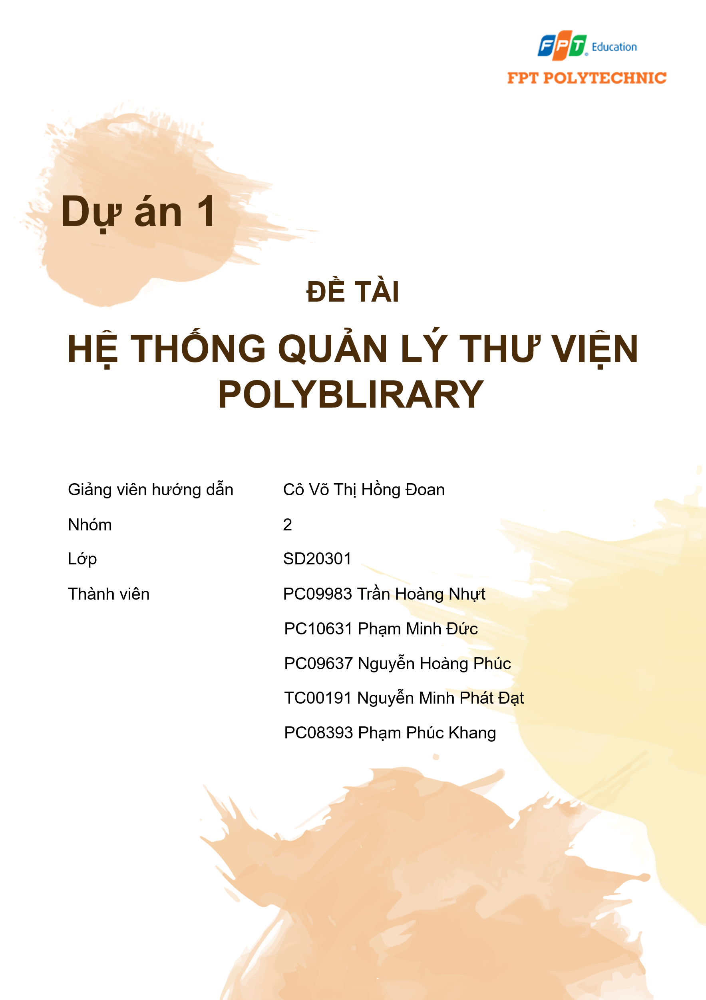 FPT Education
FPT POLYTECHNIC
Dự án 1
ĐỀ TÀI
HỆ THỐNG QUẢN LÝ THƯ VIỆN
POLYBLIRARY
Giảng viên hướng dẫn Cô Võ Thị Hồng Đoan
Nhóm 2
Lớp SD20301
Thành viên PC09983 Trần Hoàng Nhựt
PC10631 Phạm Minh Đức
PC09637 Nguyễn Hoàng Phúc
TC00191 Nguyễn Minh Phát Đạt
PC08393 Phạm Phúc Khang